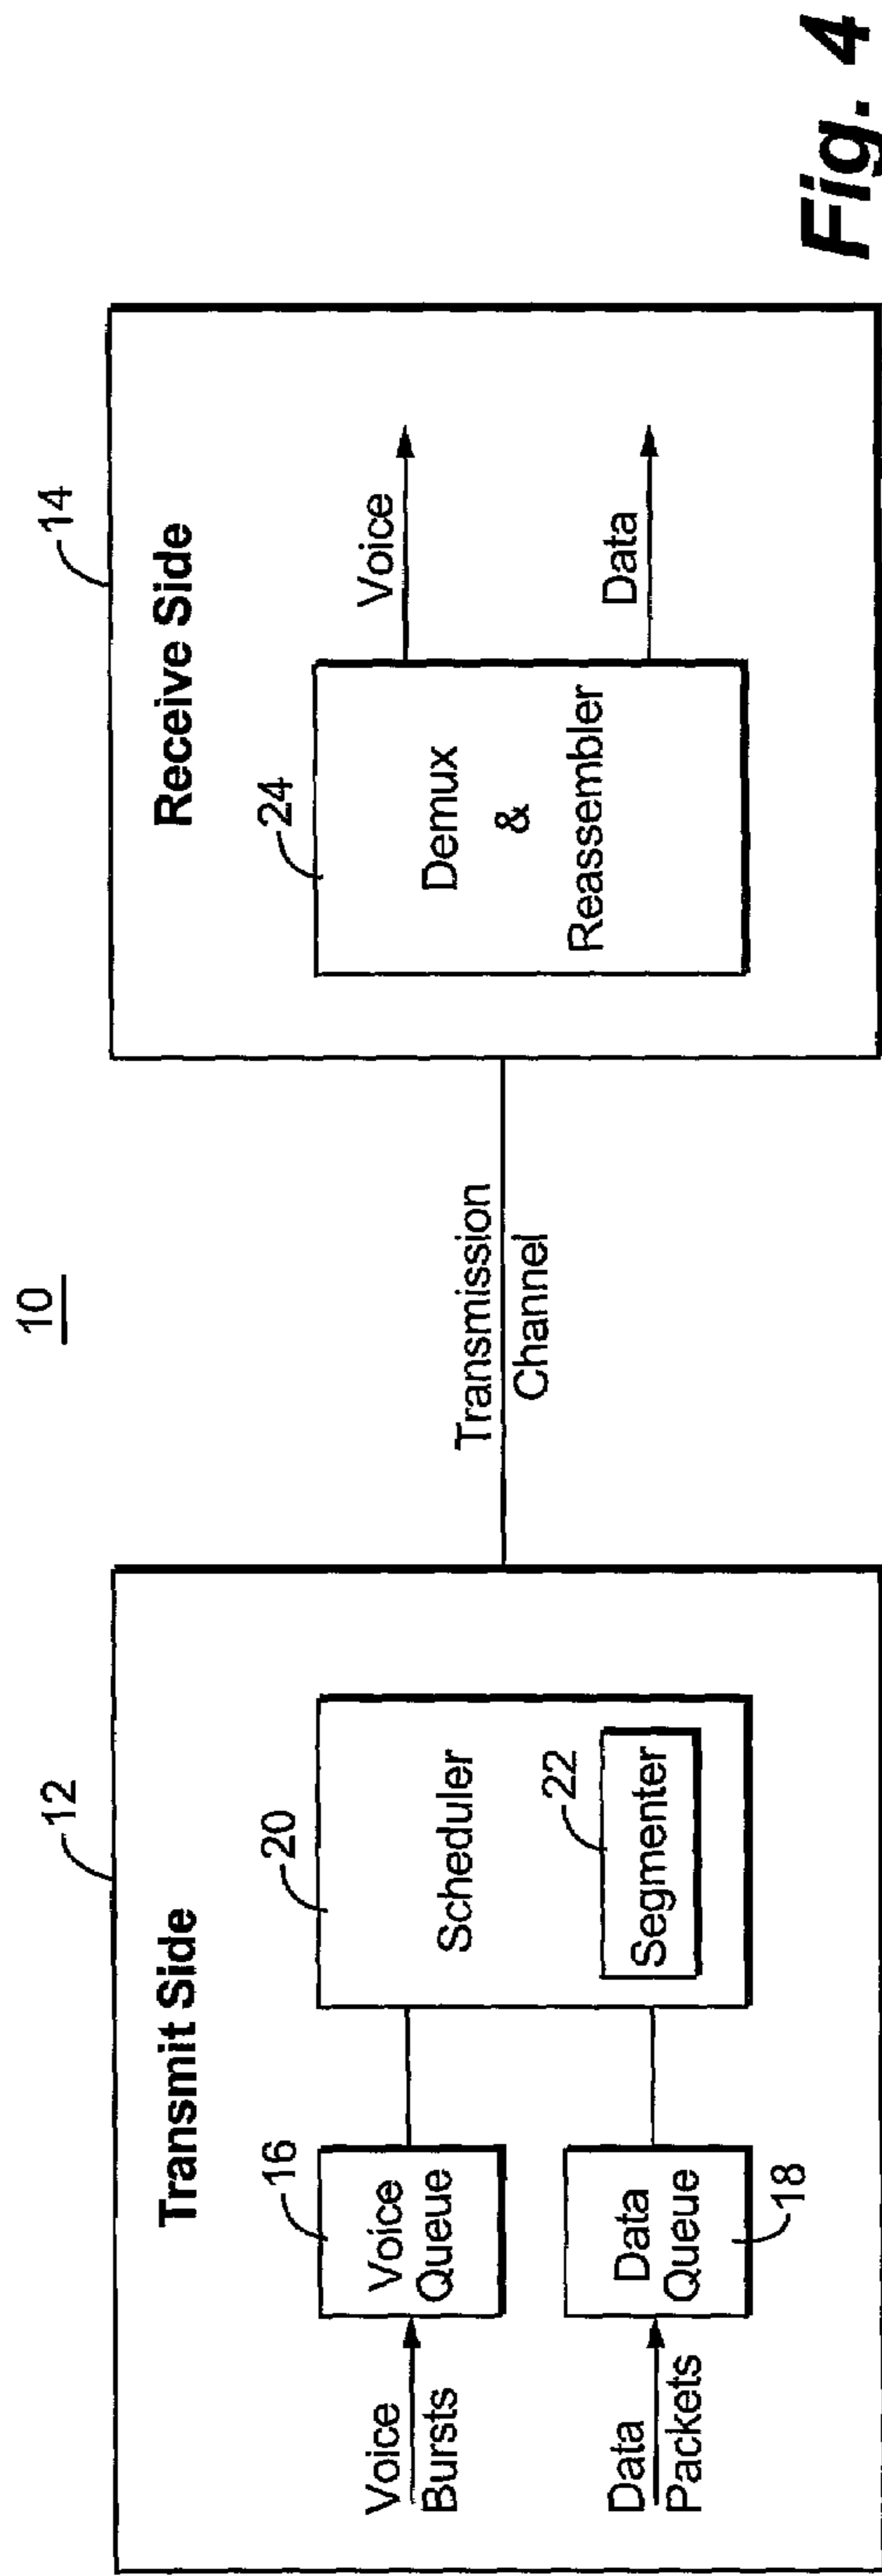 10
12
Transmit Side
Voice
Bursts
16
Voice
Queue
Data
Packets
Data
Queue
18
20
Scheduler
22
Segmenter
Transmission
Channel
14
Receive Side
24
Demux
&
Reassembler
Voice
Data
Fig. 4